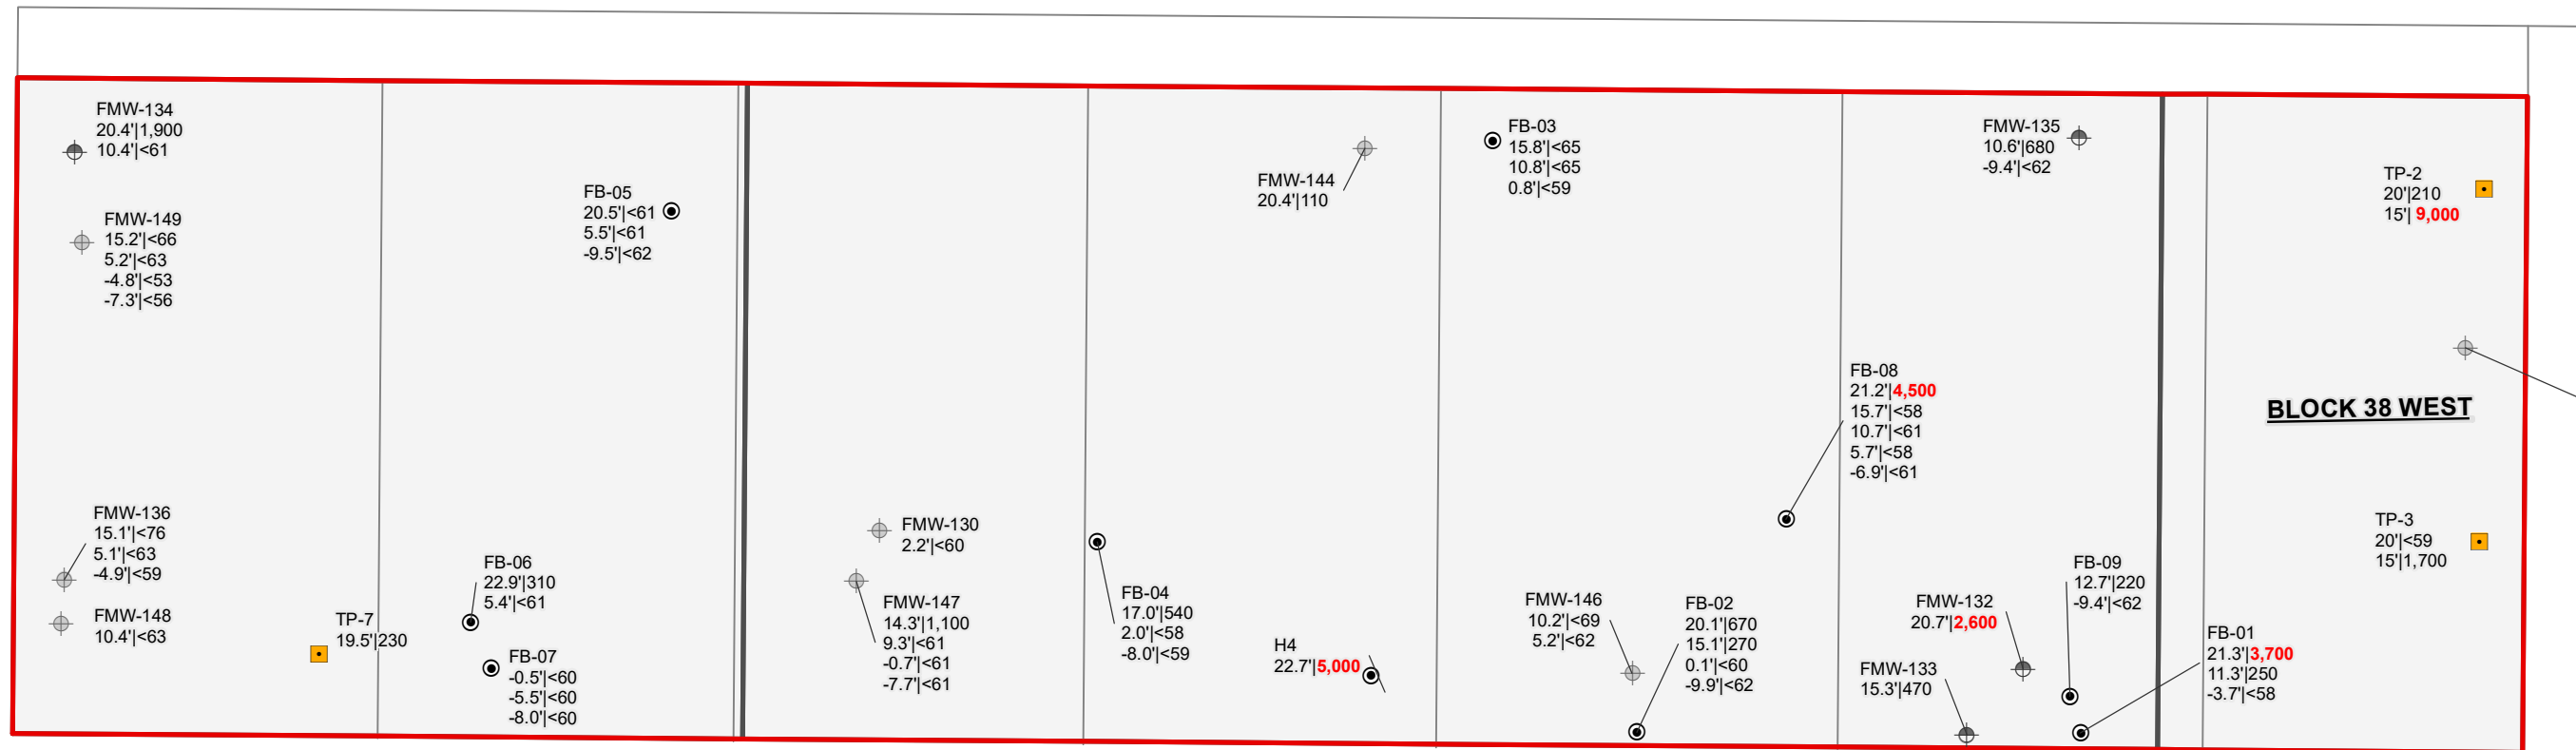 FMW-134
20.4'|1,900
10.4'|<61
FMW-149
15.2'|<66
5.2'|<63
-4.8'|<53
-7.3'|<56
FB-05
20.5'|<61
5.5'|<61
-9.5'|<62
FMW-144
20.4'|110
FB-03
15.8'|<65
10.8'|<65
0.8'|<59
FMW-135
10.6'|680
-9.4'|<62
TP-2
20'|210
15'| 9,000
FB-08
21.2'|4,500
15.7'|<58
10.7'|<61
5.7'|<58
-6.9'|<61
BLOCK 38 WEST
FMW-136
15.1'|<76
5.1'|<63
-4.9'|<59
FMW-148
10.4'|<63
TP-7
19.5'|230
FB-06
22.9'|310
5.4'|<61
FB-07
-0.5'|<60
-5.5'|<60
-8.0'|<60
FMW-130
2.2'|<60
FMW-147
14.3'|1,100
9.3'|<61
-0.7'|<61
-7.7'|<61
FB-04
17.0'|540
2.0'|<58
-8.0'|<59
H4
22.7'|5,000
FMW-146
10.2'|<69
5.2'|<62
FB-02
20.1'|670
15.1'|270
0.1'|<60
-9.9'|<62
FMW-132
20.7'|2,600
FMW-133
15.3'|470
FB-09
12.7'|220
-9.4'|<62
FB-01
21.3'|3,700
11.3'|250
-3.7'|<58
TP-3
20'|<59
15'|1,700